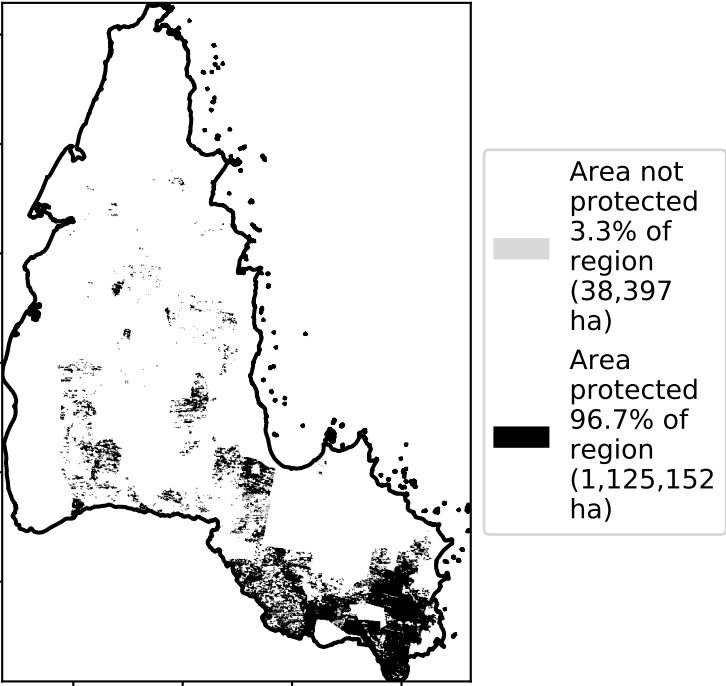 Area not
protected
3.3% of
region
(38,397
ha)
Area
protected
96.7% of
region
(1,125,152
ha)